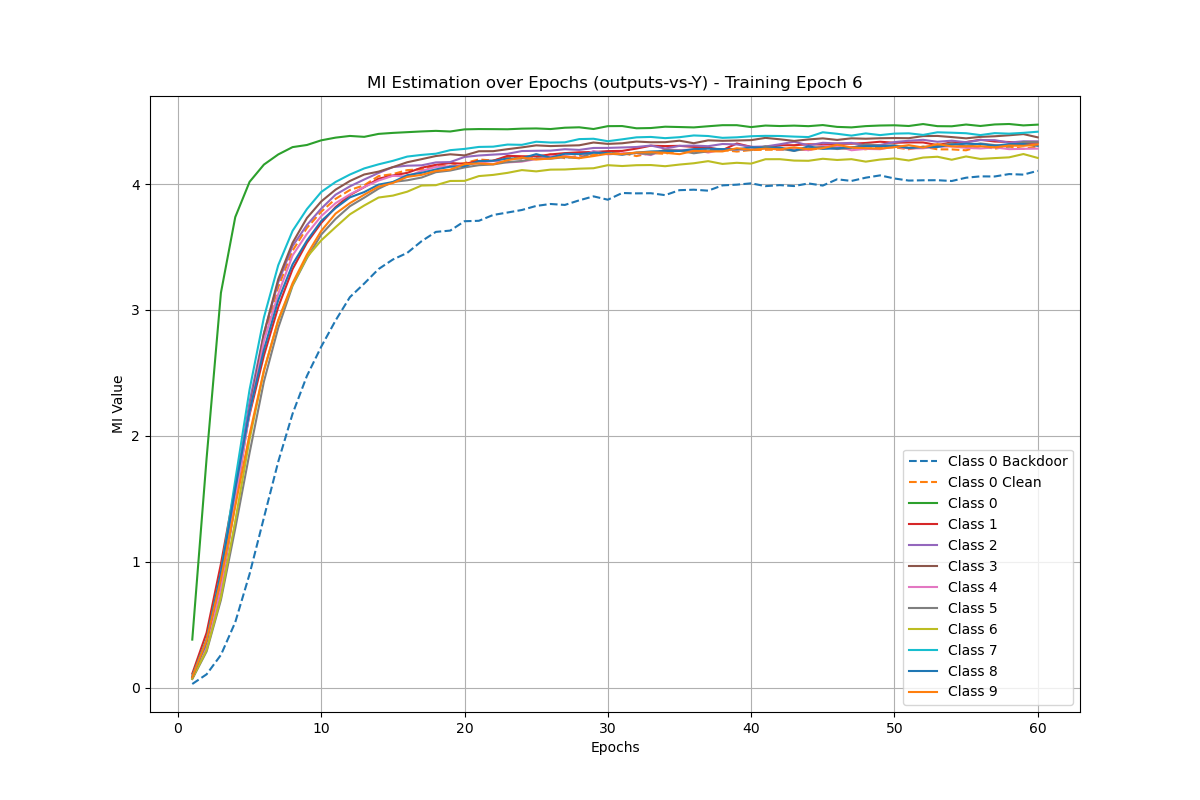 MI Estimation over Epochs (outputs-vs-Y) - Training Epoch 6
MI Value
4
3
2
1
0
0 10 20 30 40 50 60
Epochs
Class 0 Backdoor
Class 0 Clean
Class 0
Class 1
Class 2
Class 3
Class 4
Class 5
Class 6
Class 7
Class 8
Class 9